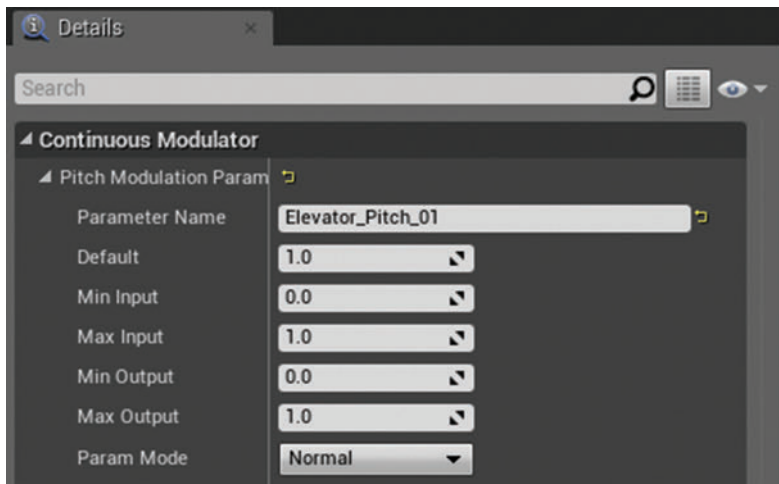 Details
Search
Continuous Modulator
Pitch Modulation Param
Parameter Name Elevator_Pitch_01
Default 1.0
Min Input 0.0
Max Input 1.0
Min Output 0.0
Max Output 1.0
Param Mode Normal